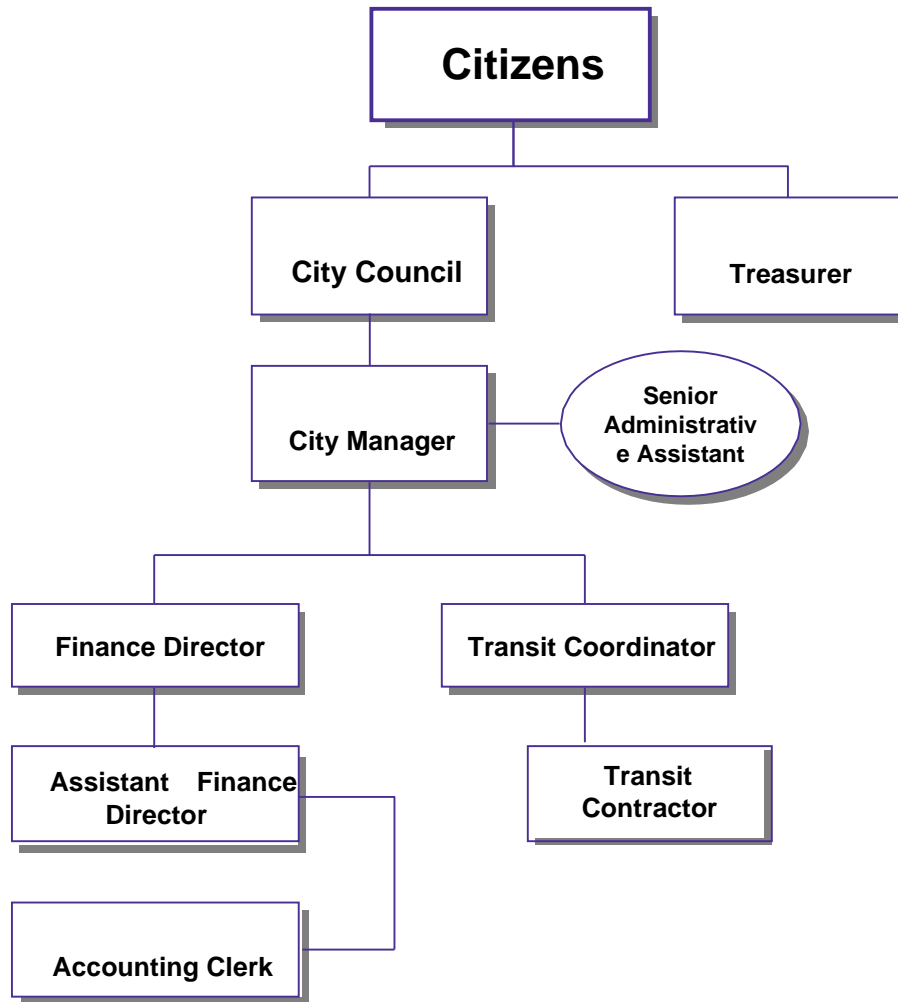 Citizens
City Council
Treasurer
City Manager
Senior
Administrativ
e Assistant
Finance Director
Transit Coordinator
Assistant Finance
Director
Transit
Contractor
Accounting Clerk